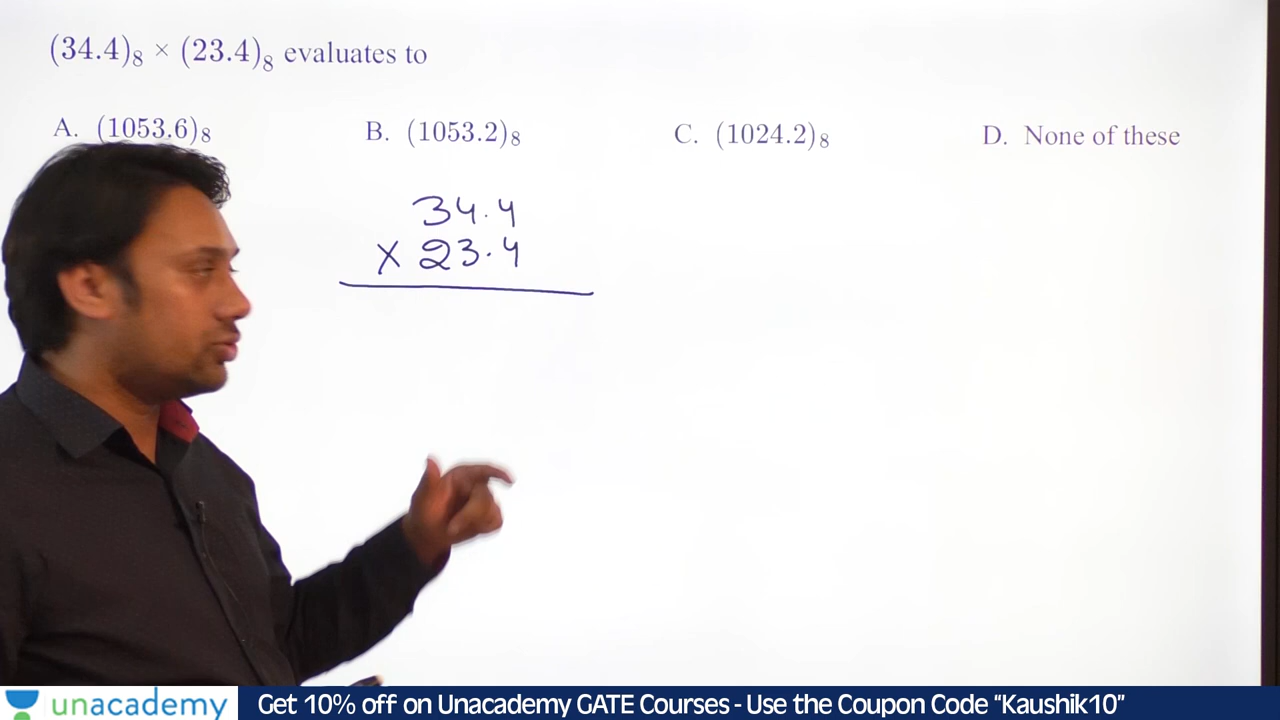 (34.4)₈ × (23.4)₈ evaluates to
A. (1053.6)₈ B. (1053.2)₈ C. (1024.2)₈ D. None of these
34.4
× 23.4
unacademy Get 10% off on Unacademy GATE Courses - Use the Coupon Code “Kaushik10”